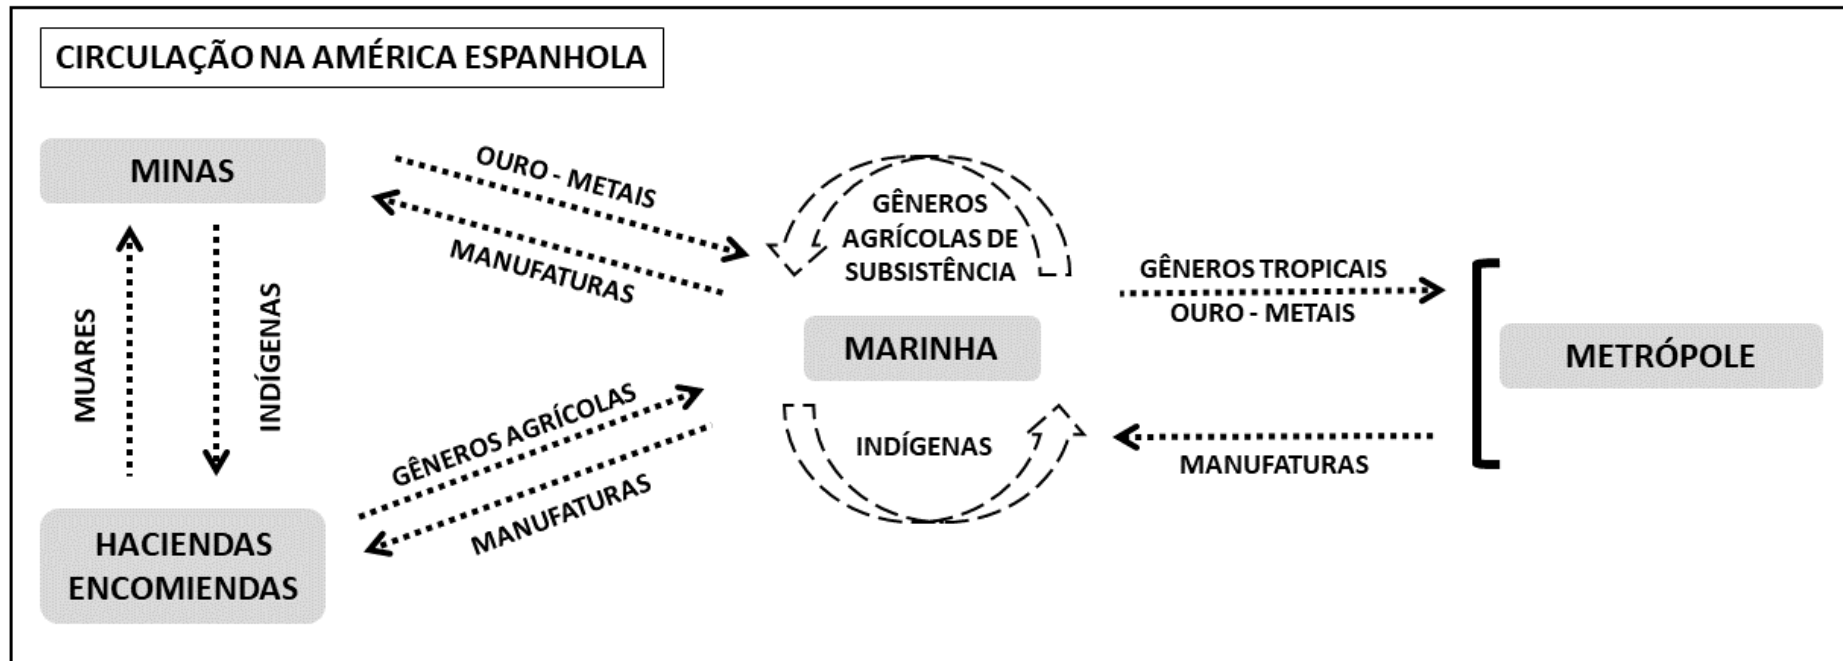 CIRCULAÇÃO NA AMÉRICA ESPANHOLA
MINAS
OURO - METAIS
MANUFATURAS
GÊNEROS
AGRÍCOLAS DE
SUBSISTÊNCIA
GÊNEROS TROPICAIS
OURO - METAIS
MUARES
INDÍGENAS
MARINHA
METRÓPOLE
GÊNEROS AGRÍCOLAS
MANUFATURAS
INDÍGENAS
MANUFATURAS
HACIENDAS
ENCOMIENDAS